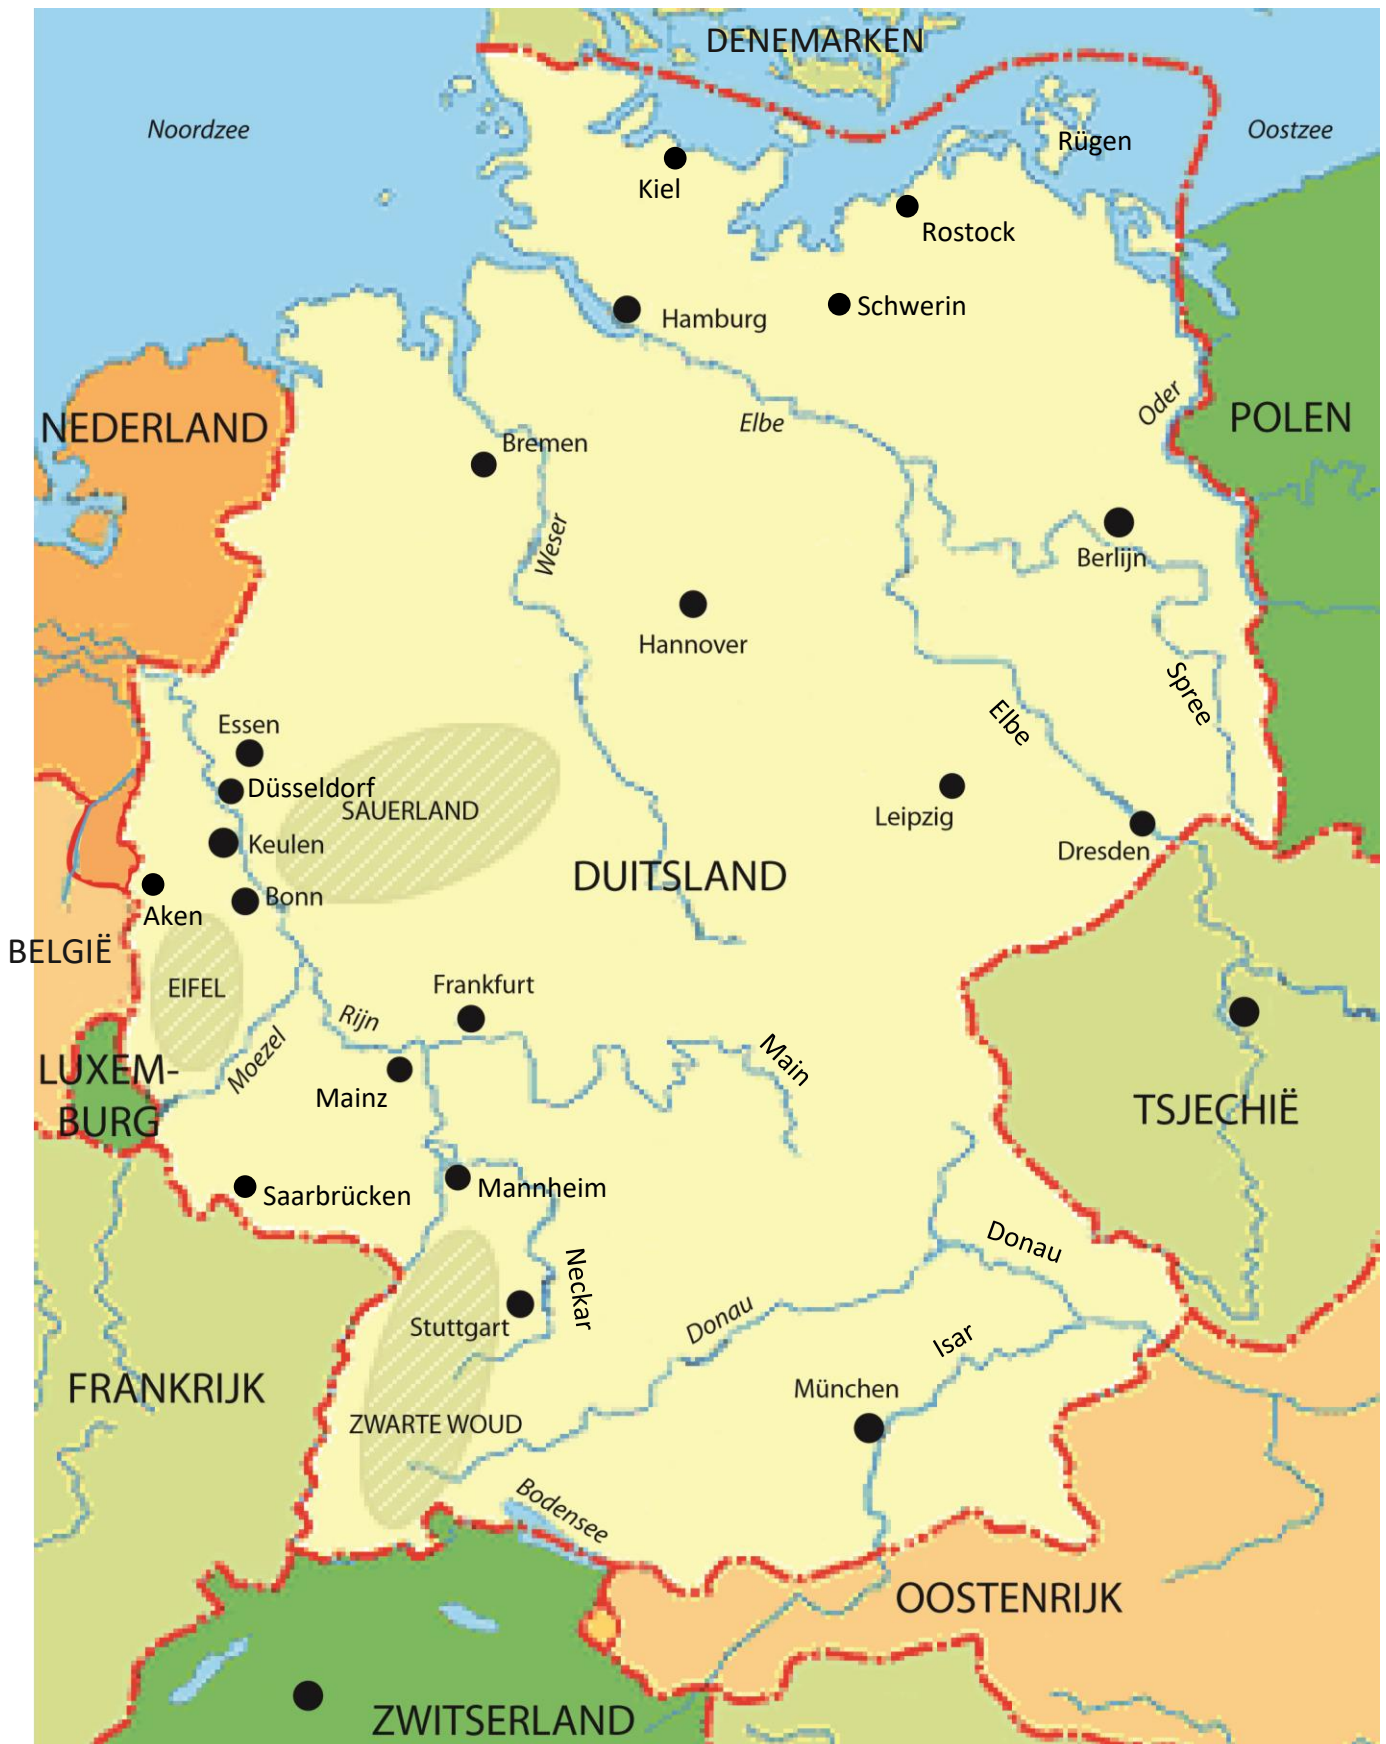 DENEMARKEN
Noordzee
Oostzee
Rügen
Kiel
Rostock
Schwerin
Hamburg
NEDERLAND
Elbe
Oder
POLEN
Bremen
Weser
Berlijn
Hannover
Spree
Elbe
Essen
Düsseldorf
SAUERLAND
Leipzig
Keulen
Dresden
DUITSLAND
Bonn
Aken
BELGIË
EIFEL
Frankfurt
Rijn
Moezel
Main
LUXEM-
BURG
Mainz
TSJECHIË
Saarbrücken
Mannheim
Donau
Neckar
Stuttgart
Donau
Isar
FRANKRIJK
München
ZWARTE WOUD
Bodensee
OOSTENRIJK
ZWITSERLAND